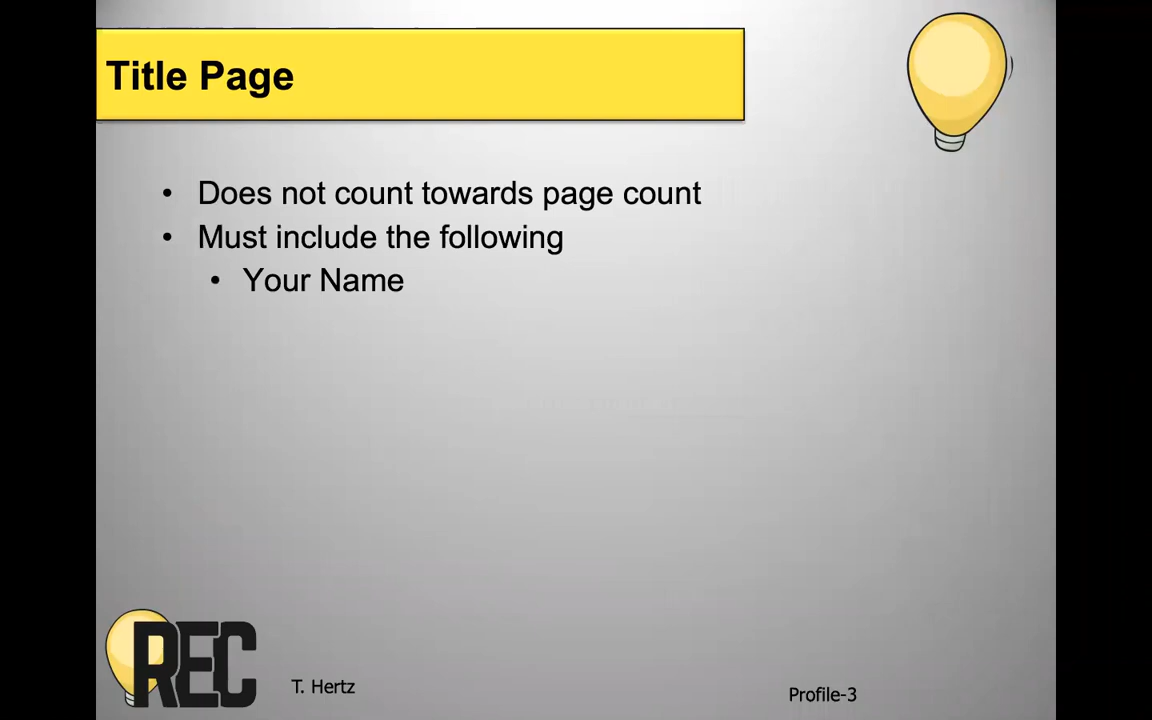 Title Page
• Does not count towards page count
• Must include the following
• Your Name
REC
T. Hertz
Profile-3